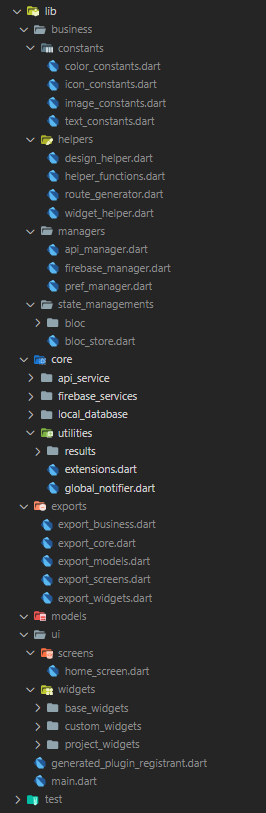 lib
business
constants
color_constants.dart
icon_constants.dart
image_constants.dart
text_constants.dart
helpers
design_helper.dart
helper_functions.dart
route_generator.dart
widget_helper.dart
managers
api_manager.dart
firebase_manager.dart
pref_manager.dart
state_managements
bloc
bloc_store.dart
core
api_service
firebase_services
local_database
utilities
results
extensions.dart
global_notifier.dart
exports
export_business.dart
export_core.dart
export_models.dart
export_screens.dart
export_widgets.dart
models
ui
screens
home_screen.dart
widgets
base_widgets
custom_widgets
project_widgets
generated_plugin_registrant.dart
main.dart
test